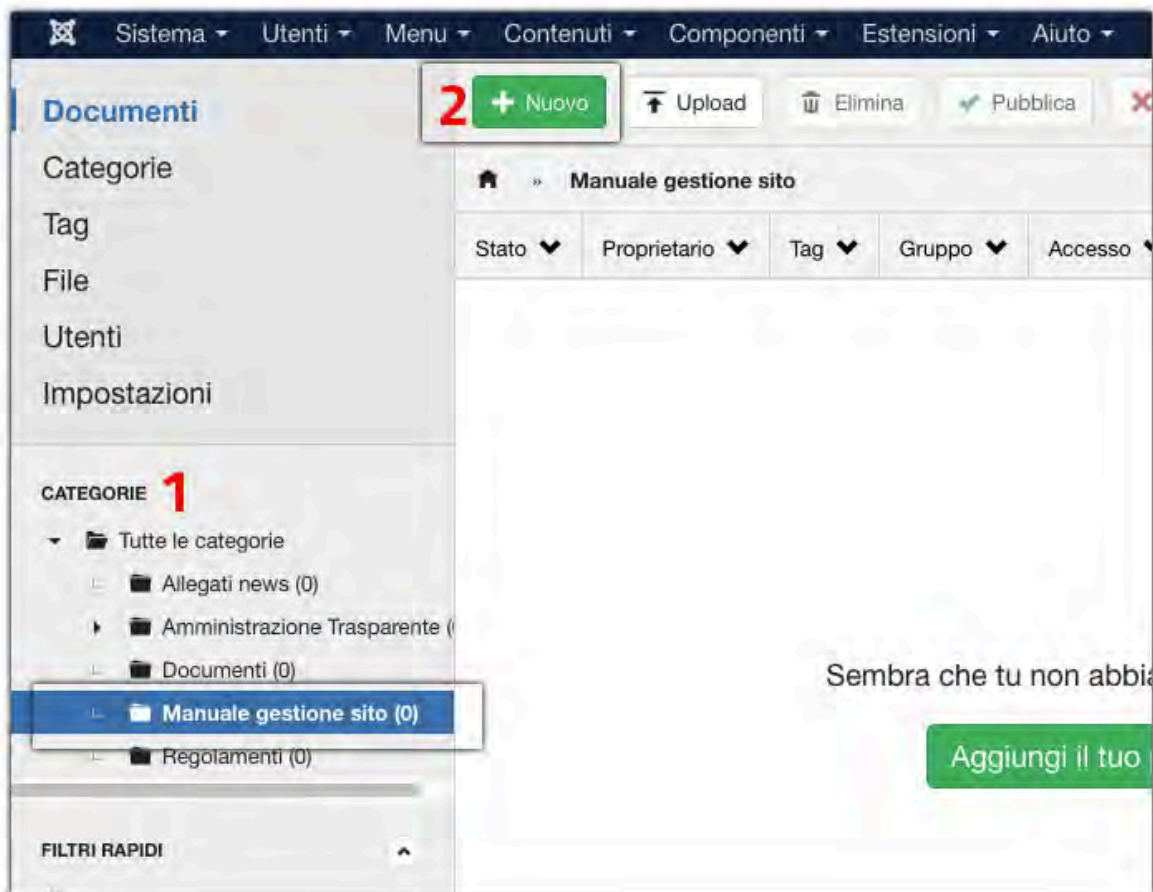 Sistema Utenti Menu Contenuti Componenti Estensioni Aiuto
Documenti
Categorie
Tag
File
Utenti
Impostazioni
CATEGORIE 1
Tutte le categorie
Allegati news (0)
Amministrazione Trasparente (
Documenti (0)
Manuale gestione sito (0)
Regolamenti (0)
FILTRI RAPIDI
2 + Nuovo Upload Elimina Pubblica
» Manuale gestione sito
Stato Proprietario Tag Gruppo Accesso
Sembra che tu non abbia
Aggiungi il tuo